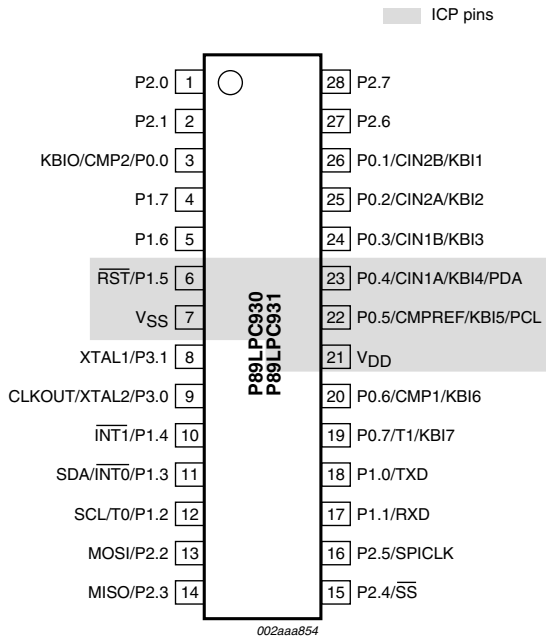 ICP pins
P2.0 1 28 P2.7
P2.1 2 27 P2.6
KBIO/CMP2/P0.0 3 26 P0.1/CIN2B/KBI1
P1.7 4 25 P0.2/CIN2A/KBI2
P1.6 5 24 P0.3/CIN1B/KBI3
R̅S̅T̅/P1.5 6 23 P0.4/CIN1A/KBI4/PDA
VSS 7 22 P0.5/CMPREF/KBI5/PCL
XTAL1/P3.1 8 21 VDD
P89LPC930
P89LPC931
CLKOUT/XTAL2/P3.0 9 20 P0.6/CMP1/KBI6
I̅N̅T̅1̅/P1.4 10 19 P0.7/T1/KBI7
SDA/I̅N̅T̅0̅/P1.3 11 18 P1.0/TXD
SCL/T0/P1.2 12 17 P1.1/RXD
MOSI/P2.2 13 16 P2.5/SPICLK
MISO/P2.3 14 15 P2.4/S̅S̅
002aaa854